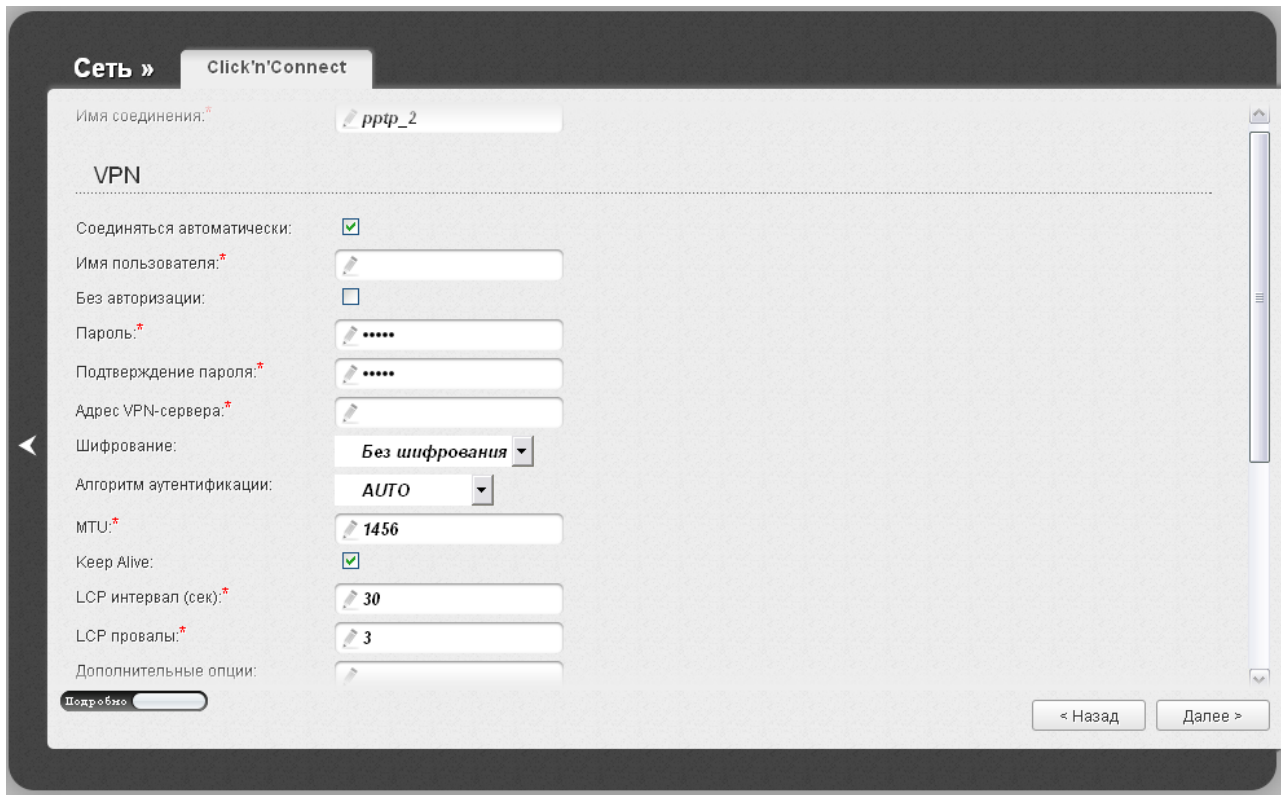 Сеть » Click'n'Connect
Имя соединения:* pptp_2
VPN
Соединяться автоматически:
Имя пользователя:*
Без авторизации:
Пароль:* •••••
Подтверждение пароля:* •••••
Адрес VPN-сервера:*
Шифрование: Без шифрования
Алгоритм аутентификации: AUTO
MTU:* 1456
Keep Alive:
LCP интервал (сек):* 30
LCP провалы:* 3
Дополнительные опции:
Подробно
< Назад Далее >